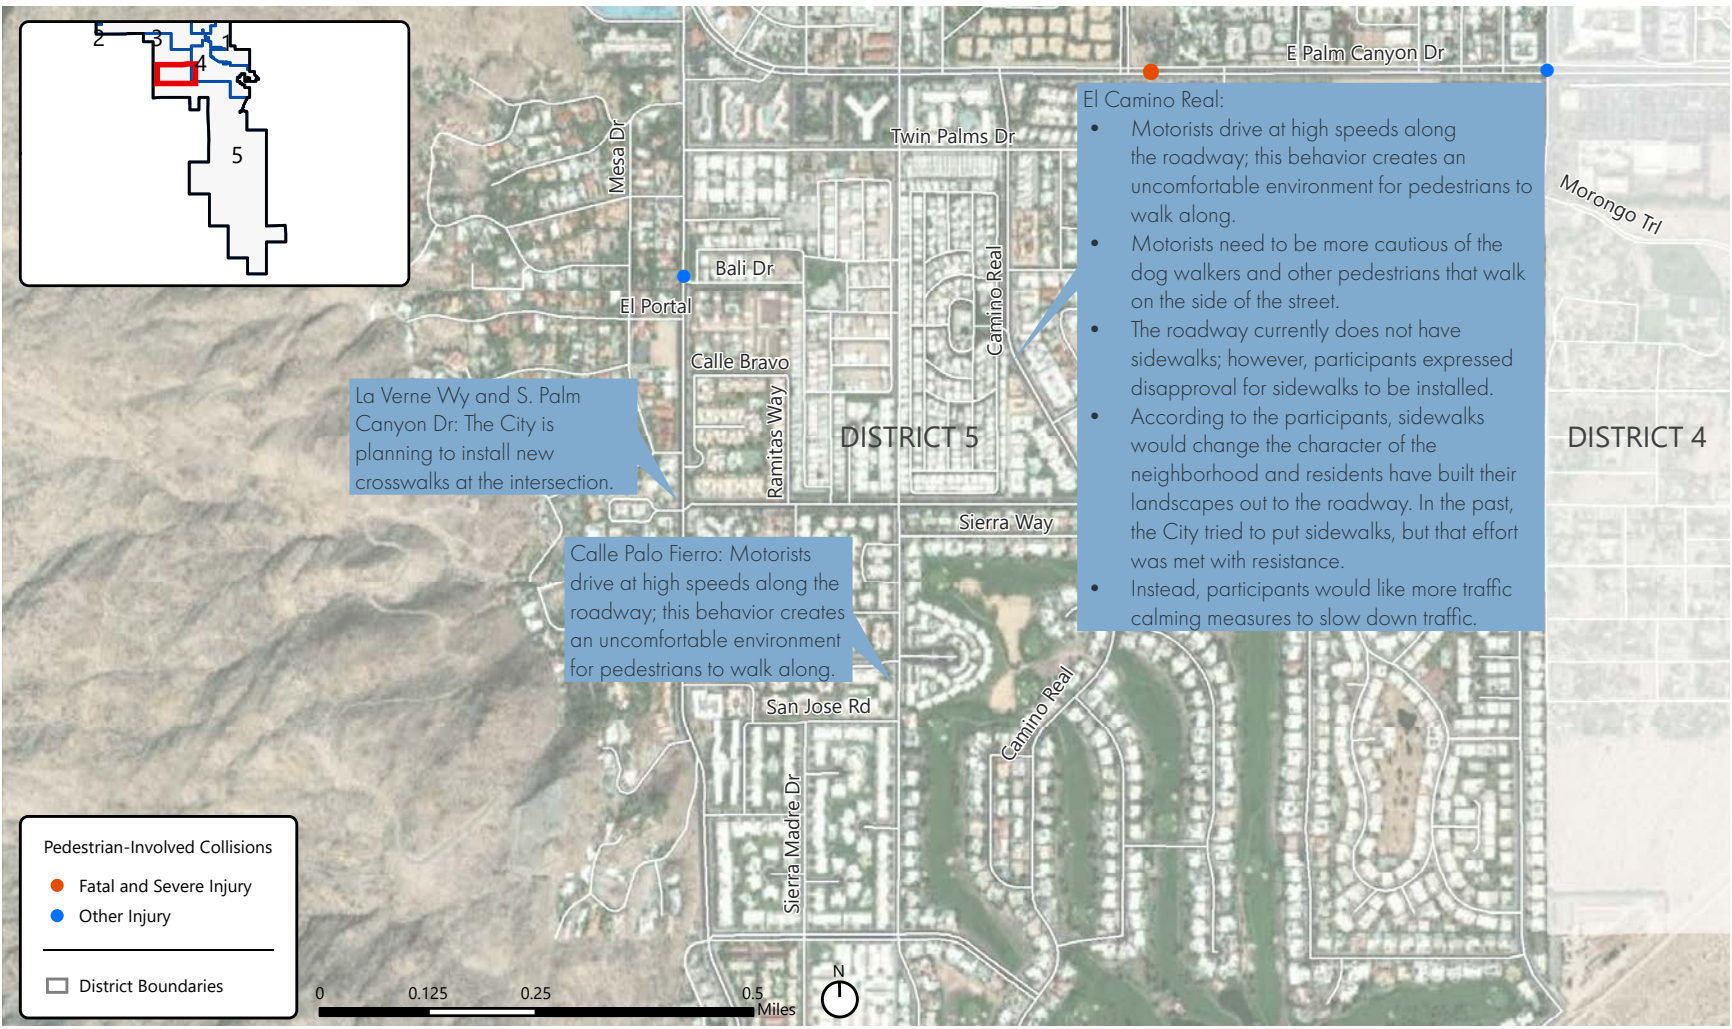 2
3
1
4
5
E Palm Canyon Dr
Twin Palms Dr
Mesa Dr
Morongo Trl
El Camino Real:
• Motorists drive at high speeds along
the roadway; this behavior creates an
uncomfortable environment for pedestrians to
walk along.
• Motorists need to be more cautious of the
dog walkers and other pedestrians that walk
on the side of the street.
• The roadway currently does not have
sidewalks; however, participants expressed
disapproval for sidewalks to be installed.
• According to the participants, sidewalks
would change the character of the
neighborhood and residents have built their
landscapes out to the roadway. In the past,
the City tried to put sidewalks, but that effort
was met with resistance.
• Instead, participants would like more traffic
calming measures to slow down traffic.
Bali Dr
El Portal
Camino Real
Calle Bravo
Ramitas Way
La Verne Wy and S. Palm
Canyon Dr: The City is
planning to install new
crosswalks at the intersection.
DISTRICT 5
DISTRICT 4
Sierra Way
Calle Palo Fierro: Motorists
drive at high speeds along the
roadway; this behavior creates
an uncomfortable environment
for pedestrians to walk along.
San Jose Rd
Camino Real
Sierra Madre Dr
Pedestrian-Involved Collisions
Fatal and Severe Injury
Other Injury
District Boundaries
0 0.125 0.25 0.5
Miles
N